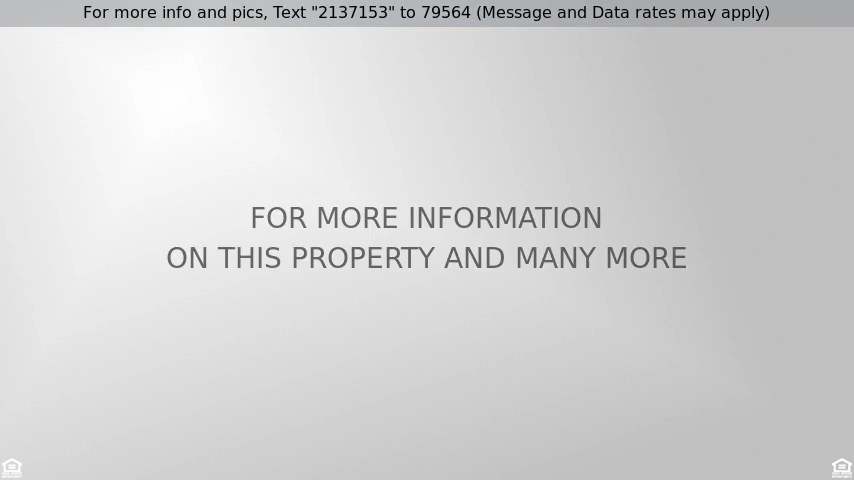 For more info and pics, Text "2137153" to 79564 (Message and Data rates may apply)
FOR MORE INFORMATION
ON THIS PROPERTY AND MANY MORE